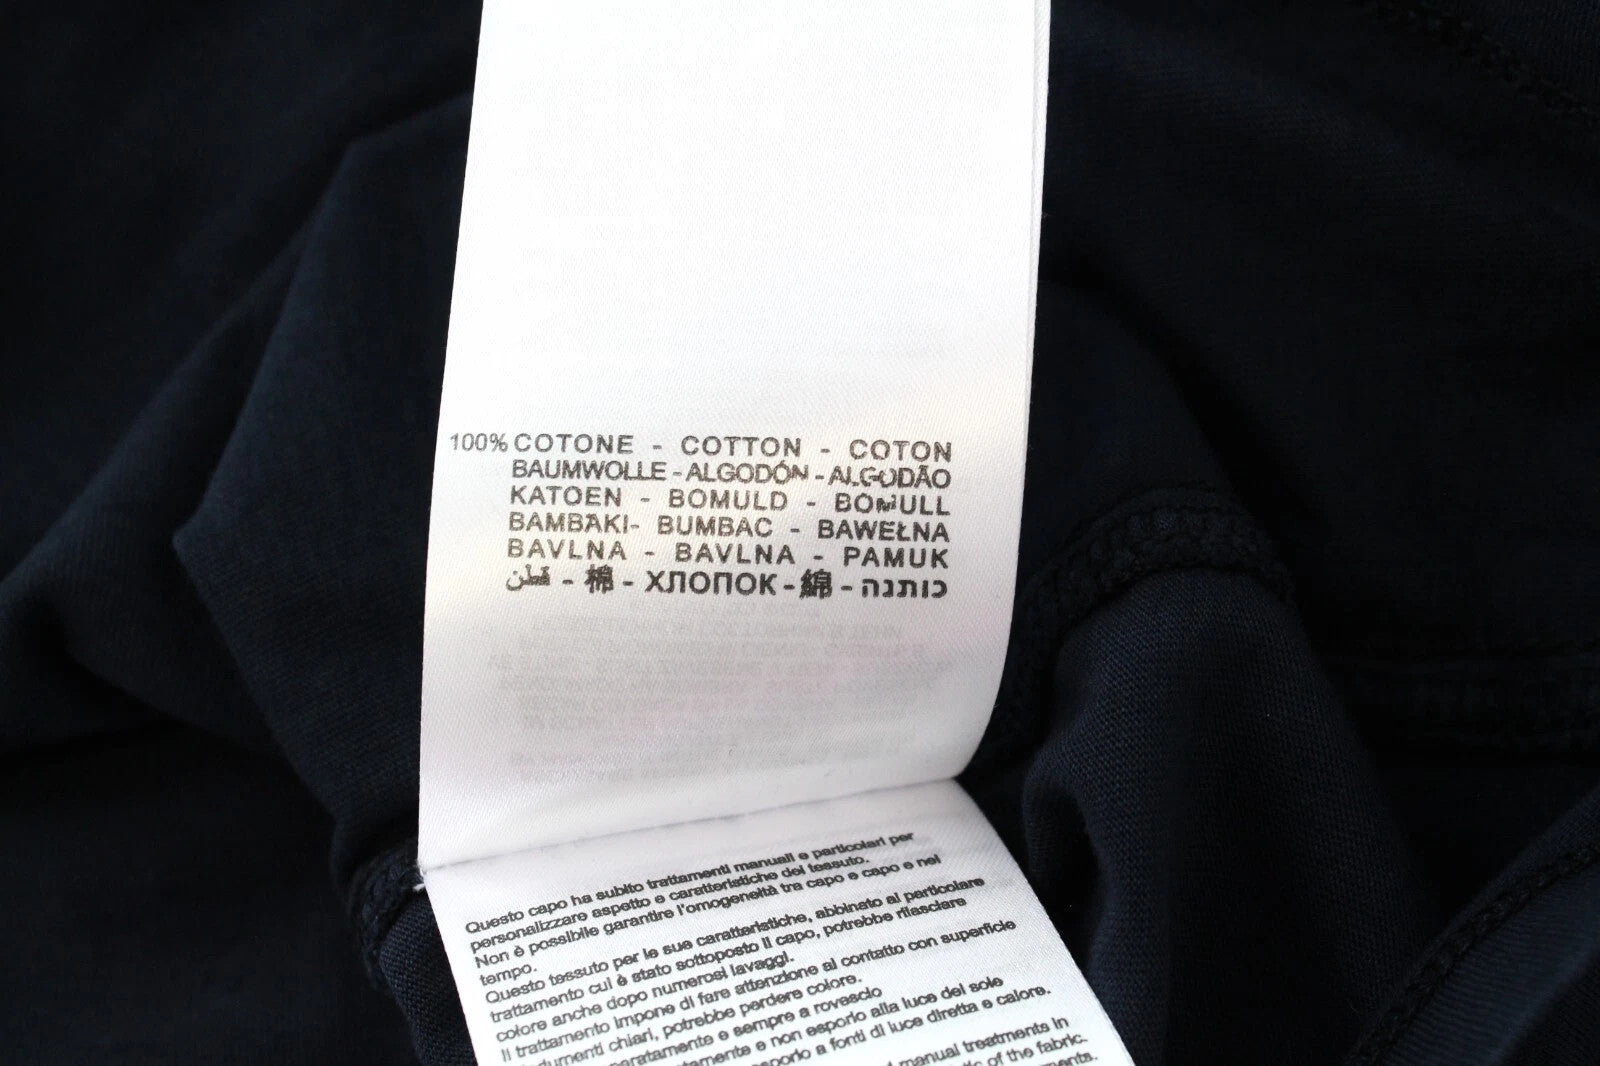 100% COTONE - COTTON - COTON
BAUMWOLLE - ALGODÓN - ALGODÃO
KATOEN - BOMULD - BOMULL
BAMBAKI - BUMBAC - BAWEŁNA
BAVLNA - BAVLNA - PAMUK
قطن - 棉 - ХЛОПОК - 綿 - כותנה
Questo capo ha subito trattamenti manuali e particolari per
personalizzare aspetto e caratteristiche del tessuto.
Non è possibile garantire l'omogeneità tra capo e capo e nel
tempo.
Questo tessuto per le sue caratteristiche, abbinato al particolare
trattamento cui è stato sottoposto il capo, potrebbe rilasciare
colore anche dopo numerosi lavaggi.
Il trattamento impone di fare attenzione al contatto con superficie
indumenti chiari, potrebbe perdere colore.
e sempre a rovescio
e non esporlo alla luce del sole
a fonti di luce diretta e calore.
manual treatments in
of the fabric.